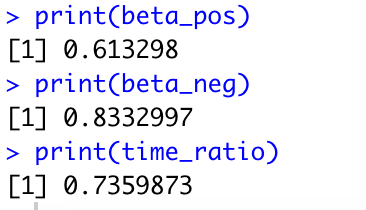 > print(beta_pos)
[1] 0.613298
> print(beta_neg)
[1] 0.8332997
> print(time_ratio)
[1] 0.7359873